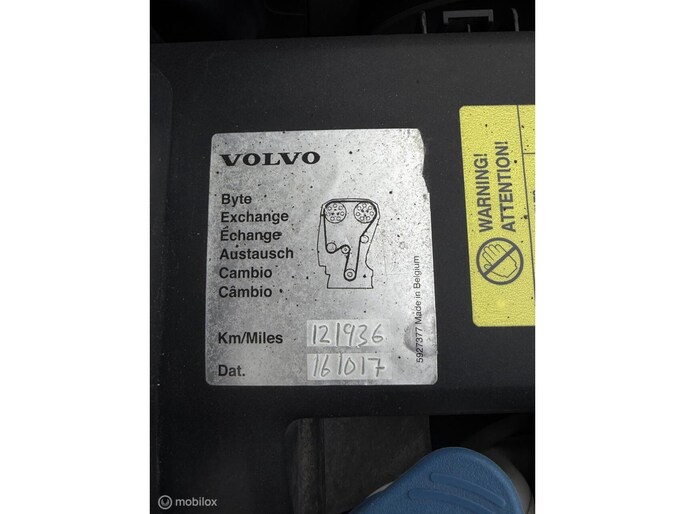 VOLVO
Byte
Exchange
Échange
Austausch
Cambio
Câmbio
Km/Miles 121936
Dat. 161017
5927377 Made in Belgium
WARNING!
ATTENTION!
mobilox